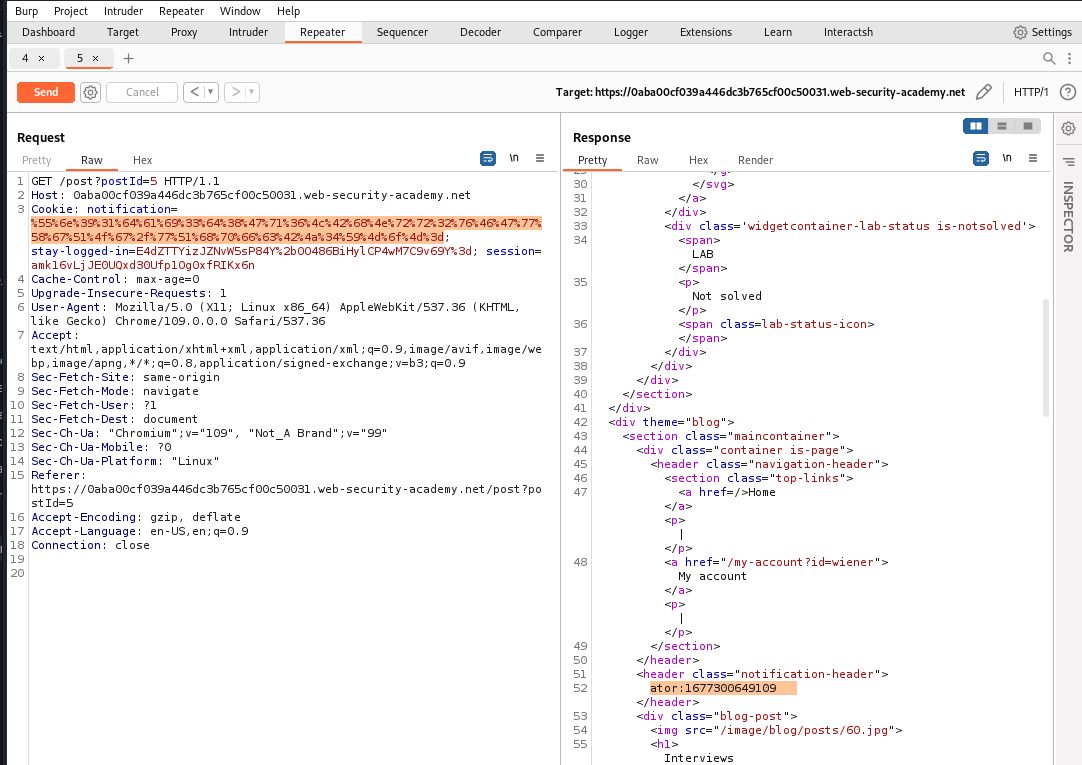 Burp Project Intruder Repeater Window Help
Dashboard Target Proxy Intruder Repeater Sequencer Decoder Comparer Logger Extensions Learn Interactsh Settings
4 × 5 × +
Send Cancel < > Target: https://0aba00cf039a446dc3b765cf00c50031.web-security-academy.net HTTP/1
Request
Pretty Raw Hex \n
1 GET /post?postId=5 HTTP/1.1
2 Host: 0aba00cf039a446dc3b765cf00c50031.web-security-academy.net
3 Cookie: notification=
%55%6e%39%31%64%61%69%33%64%38%47%71%36%4c%42%68%4e%72%72%32%76%46%47%77%
58%67%51%4f%67%2f%77%51%68%70%66%63%42%4a%34%59%4d%6f%4d%3d;
stay-logged-in=E4dZTTYizJZNvW5sP84Y%2b00486BiHylCP4wM7C9v69Y%3d; session=
amk16vLjJE0UQxd30Ufp10g0xfRIKx6n
4 Cache-Control: max-age=0
5 Upgrade-Insecure-Requests: 1
6 User-Agent: Mozilla/5.0 (X11; Linux x86_64) AppleWebKit/537.36 (KHTML,
like Gecko) Chrome/109.0.0.0 Safari/537.36
7 Accept:
text/html,application/xhtml+xml,application/xml;q=0.9,image/avif,image/we
bp,image/apng,*/*;q=0.8,application/signed-exchange;v=b3;q=0.9
8 Sec-Fetch-Site: same-origin
9 Sec-Fetch-Mode: navigate
10 Sec-Fetch-User: ?1
11 Sec-Fetch-Dest: document
12 Sec-Ch-Ua: "Chromium";v="109", "Not_A Brand";v="99"
13 Sec-Ch-Ua-Mobile: ?0
14 Sec-Ch-Ua-Platform: "Linux"
15 Referer:
https://0aba00cf039a446dc3b765cf00c50031.web-security-academy.net/post?po
stId=5
16 Accept-Encoding: gzip, deflate
17 Accept-Language: en-US,en;q=0.9
18 Connection: close
19
20
Response
Pretty Raw Hex Render \n
30 </svg>
31 </a>
32 </div>
33 <div class='widgetcontainer-lab-status is-notsolved'>
34 <span>
LAB
</span>
35 <p>
Not solved
</p>
36 <span class=lab-status-icon>
</span>
37 </div>
38 </div>
39 </div>
40 </section>
41 </div>
42 <div theme="blog">
43 <section class="maincontainer">
44 <div class="container is-page">
45 <header class="navigation-header">
46 <section class="top-links">
47 <a href=/>Home
</a>
<p>
|
</p>
48 <a href="/my-account?id=wiener">
My account
</a>
<p>
|
</p>
49 </section>
50 </header>
51 <header class="notification-header">
52 ator:1677300649109
</header>
53 <div class="blog-post">
54 <img src="/image/blog/posts/60.jpg">
55 <h1>
Interviews
INSPECTOR